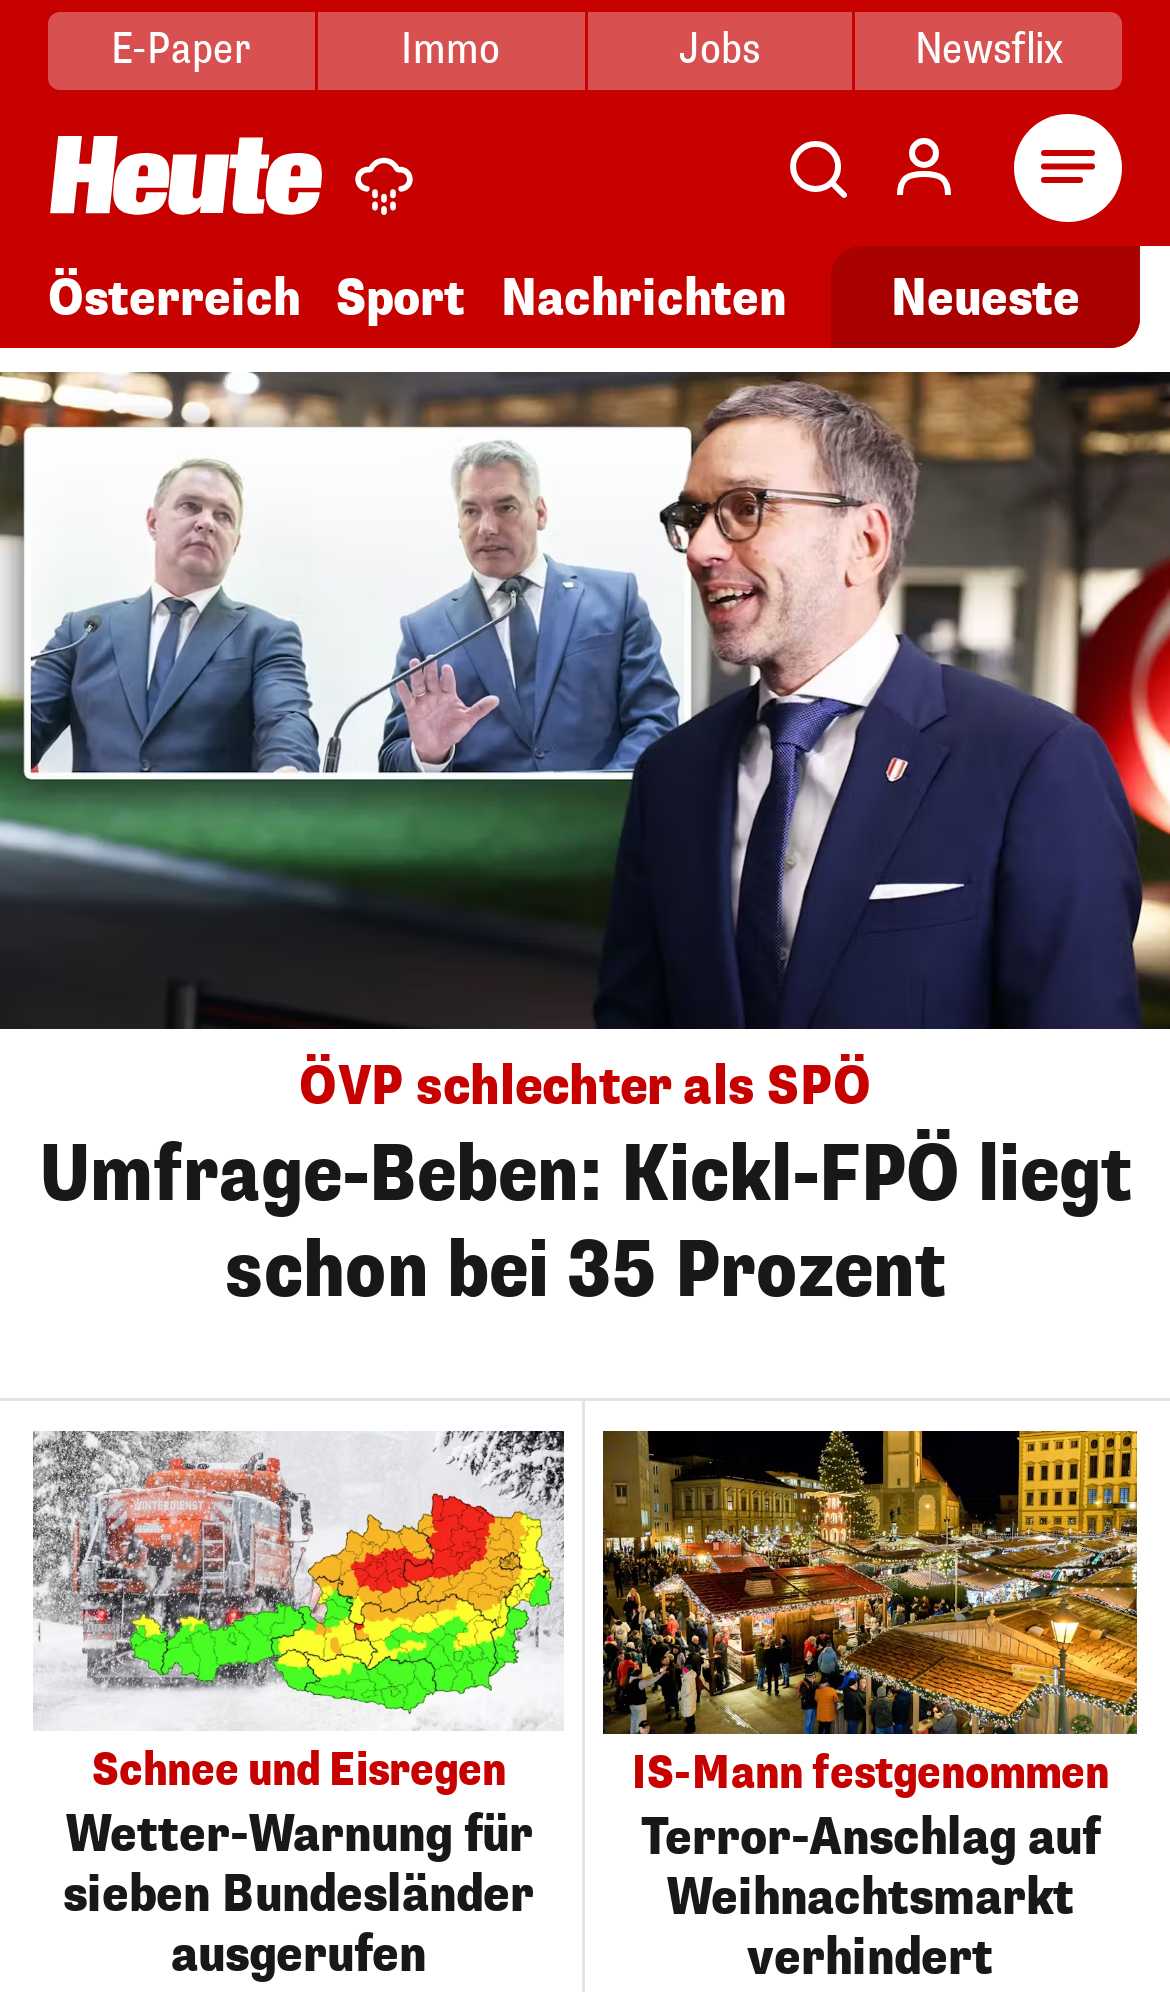 E-Paper
Immo
Jobs
Newsflix
Heute
Österreich
Sport
Nachrichten
Neueste
ÖVP schlechter als SPÖ
Umfrage-Beben: Kickl-FPÖ liegt
schon bei 35 Prozent
WINTERDIENST
Schnee und Eisregen
Wetter-Warnung für
sieben Bundesländer
ausgerufen
IS-Mann festgenommen
Terror-Anschlag auf
Weihnachtsmarkt
verhindert